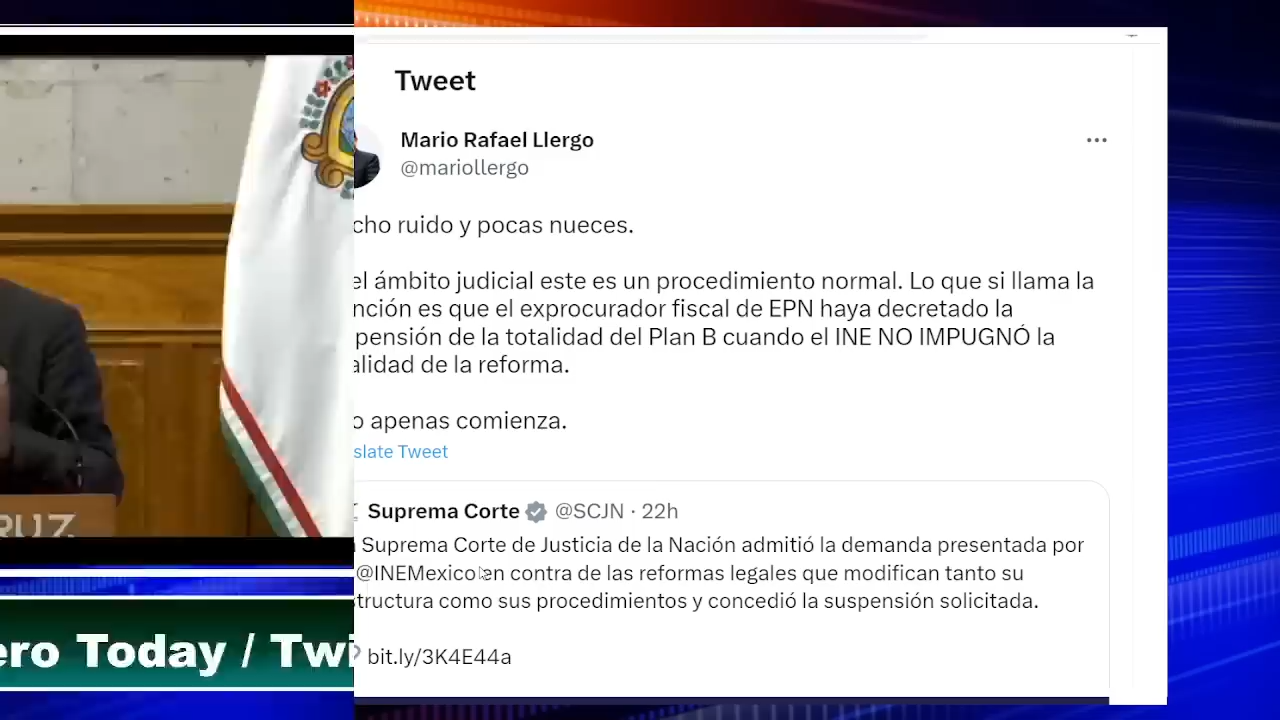 Tweet
Mario Rafael Llergo
@mariollergo
cho ruido y pocas nueces.
el ámbito judicial este es un procedimiento normal. Lo que si llama la
nción es que el exprocurador fiscal de EPN haya decretado la
pensión de la totalidad del Plan B cuando el INE NO IMPUGNÓ la
alidad de la reforma.
o apenas comienza.
slate Tweet
Suprema Corte @SCJN · 22h
Suprema Corte de Justicia de la Nación admitió la demanda presentada por
@INEMexico en contra de las reformas legales que modifican tanto su
structura como sus procedimientos y concedió la suspensión solicitada.
bit.ly/3K4E44a
RUZ
ero Today / Twi